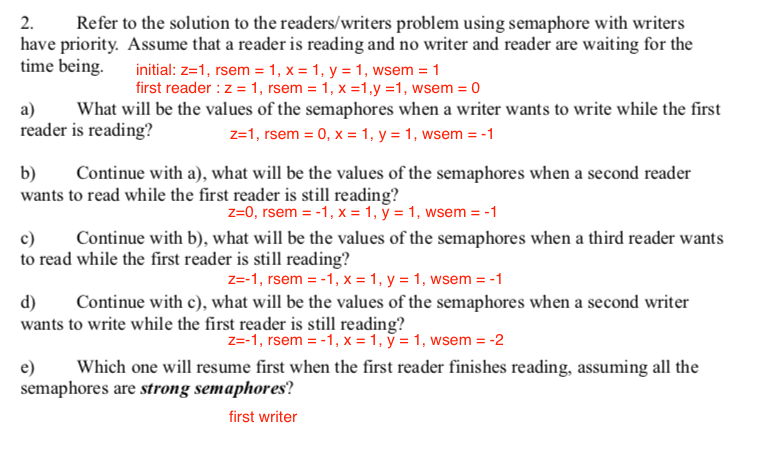 2. Refer to the solution to the readers/writers problem using semaphore with writers
have priority. Assume that a reader is reading and no writer and reader are waiting for the
time being. initial: z=1, rsem = 1, x = 1, y = 1, wsem = 1
first reader : z = 1, rsem = 1, x =1,y =1, wsem = 0
a) What will be the values of the semaphores when a writer wants to write while the first
reader is reading? z=1, rsem = 0, x = 1, y = 1, wsem = -1
b) Continue with a), what will be the values of the semaphores when a second reader
wants to read while the first reader is still reading?
z=0, rsem = -1, x = 1, y = 1, wsem = -1
c) Continue with b), what will be the values of the semaphores when a third reader wants
to read while the first reader is still reading?
z=-1, rsem = -1, x = 1, y = 1, wsem = -1
d) Continue with c), what will be the values of the semaphores when a second writer
wants to write while the first reader is still reading?
z=-1, rsem = -1, x = 1, y = 1, wsem = -2
e) Which one will resume first when the first reader finishes reading, assuming all the
semaphores are strong semaphores?
first writer